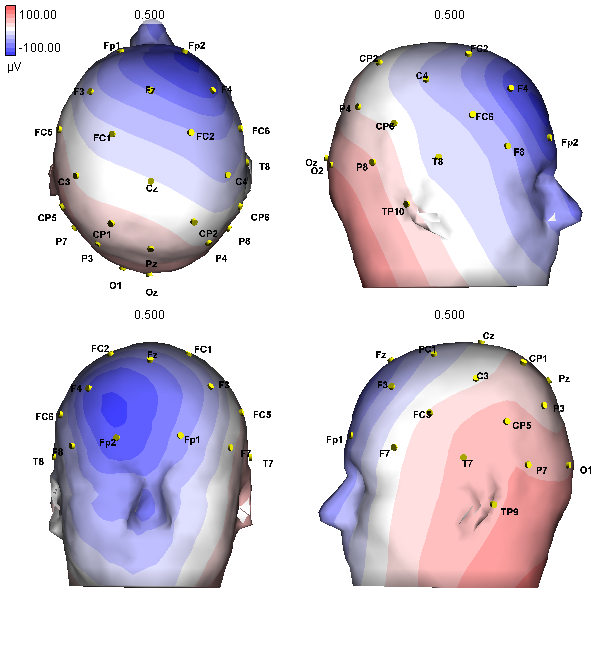 100.00
-100.00
µV
0.500
Fp1 Fp2
F3 Fz F4
FC5 FC1 FC2 FC6
T8
C3 Cz C4
CP5 CP6
P7 CP1 CP2 P8
P3 Pz P4
O1 Oz
0.500
CP2 FC2
C4 F4
P4 CP6 FC6
Fp2
Oz P8 T8 F8
O2
TP10
0.500
FC2 Fz FC1
F4 F3
FC6 FC5
Fp2 Fp1
F8 F7
T8 T7
0.500
Cz
Fz FC1 CP1
F3 C3 Pz
FC5 CP5 P3
Fp1
F7 T7 P7 O1
TP9